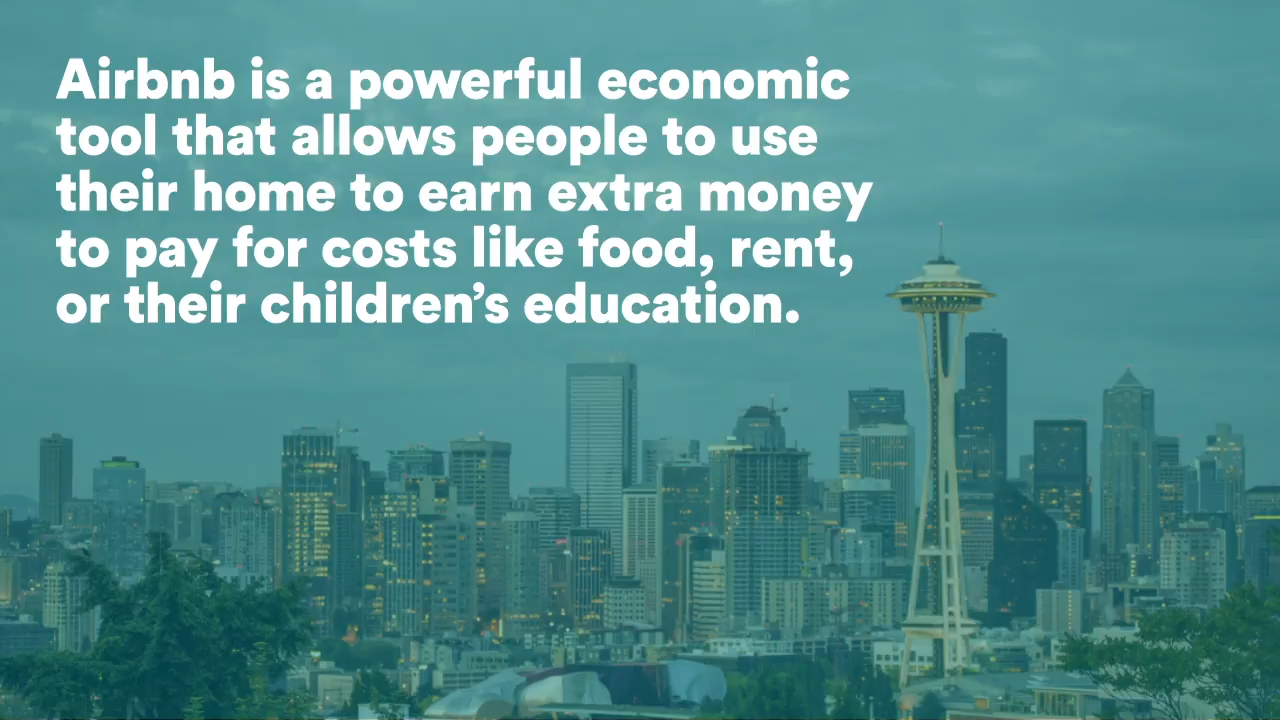 Airbnb is a powerful economic
tool that allows people to use
their home to earn extra money
to pay for costs like food, rent,
or their children’s education.